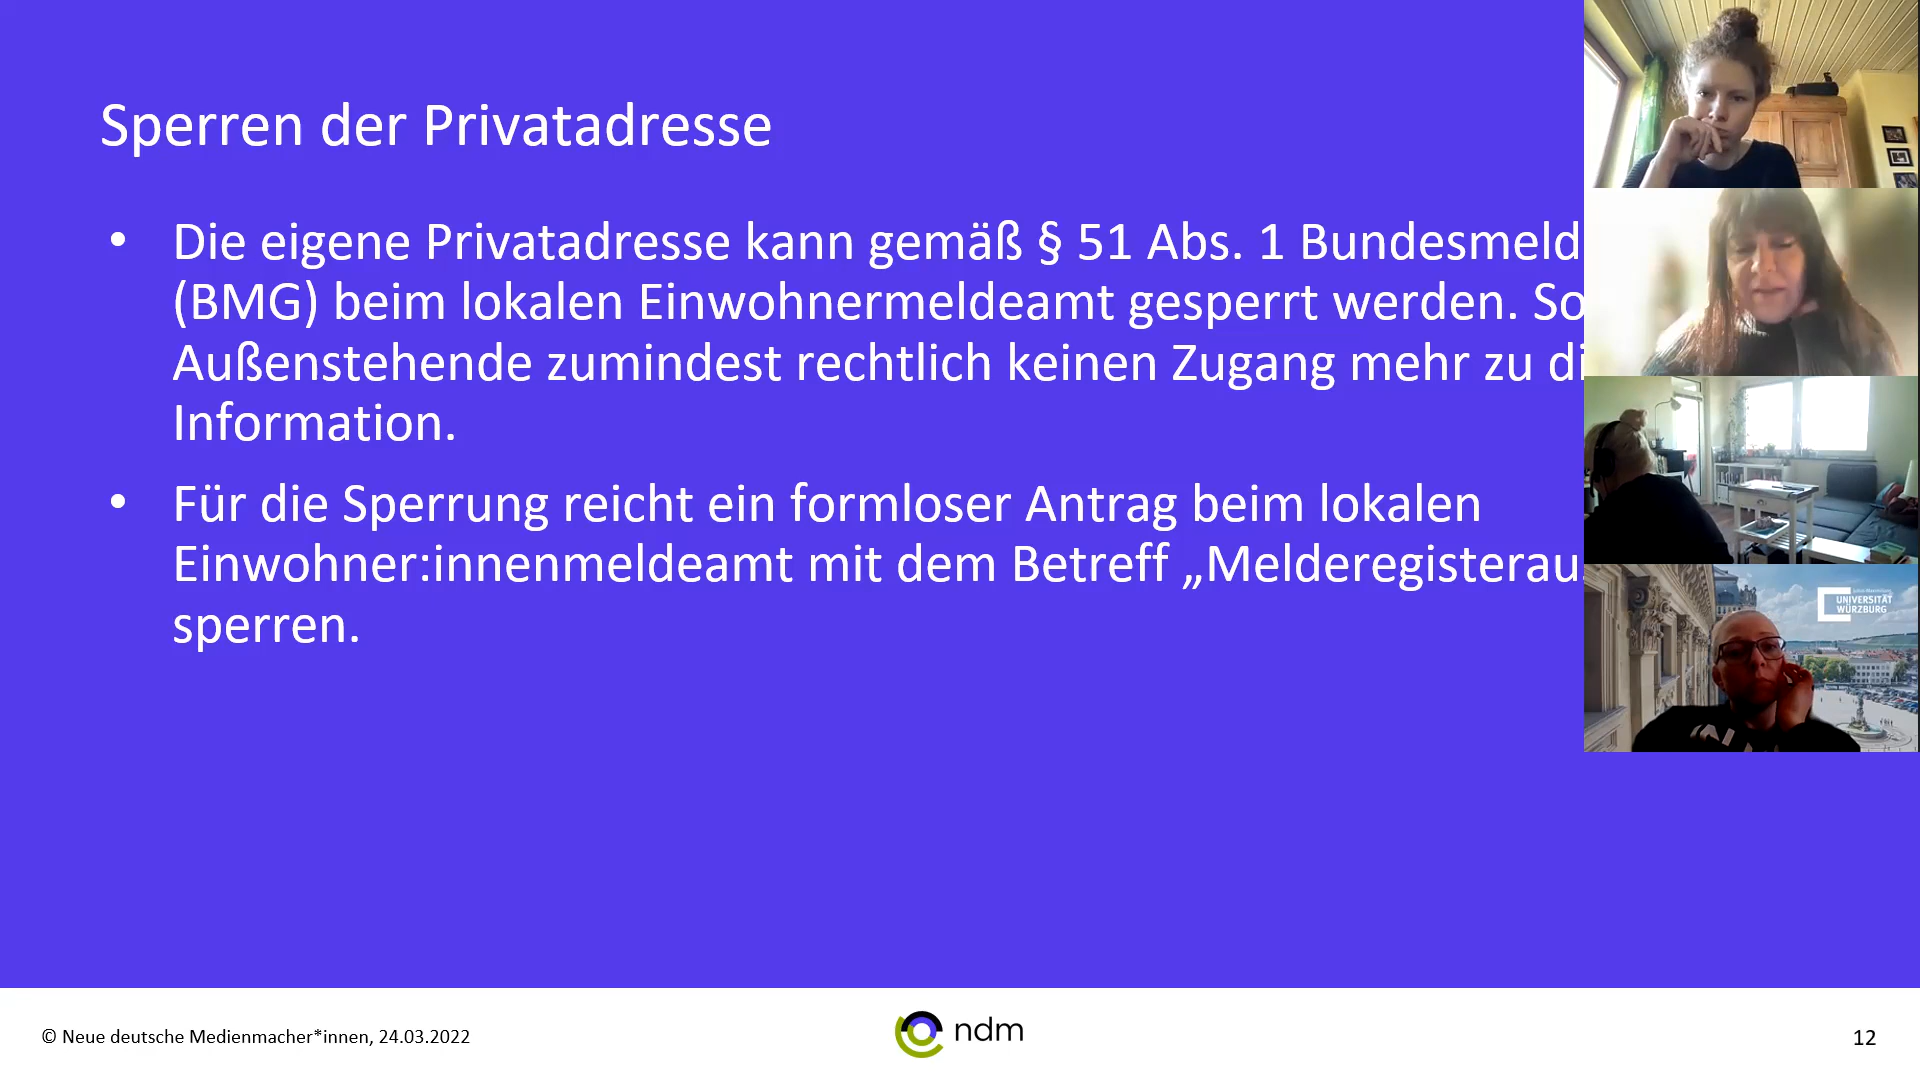 Sperren der Privatadresse
• Die eigene Privatadresse kann gemäß § 51 Abs. 1 Bundesmeld
(BMG) beim lokalen Einwohnermeldeamt gesperrt werden. So
Außenstehende zumindest rechtlich keinen Zugang mehr zu di
Information.
• Für die Sperrung reicht ein formloser Antrag beim lokalen
Einwohner:innenmeldeamt mit dem Betreff „Melderegisterau
sperren.
UNIVERSITÄT
WÜRZBURG
© Neue deutsche Medienmacher*innen, 24.03.2022
ndm
12